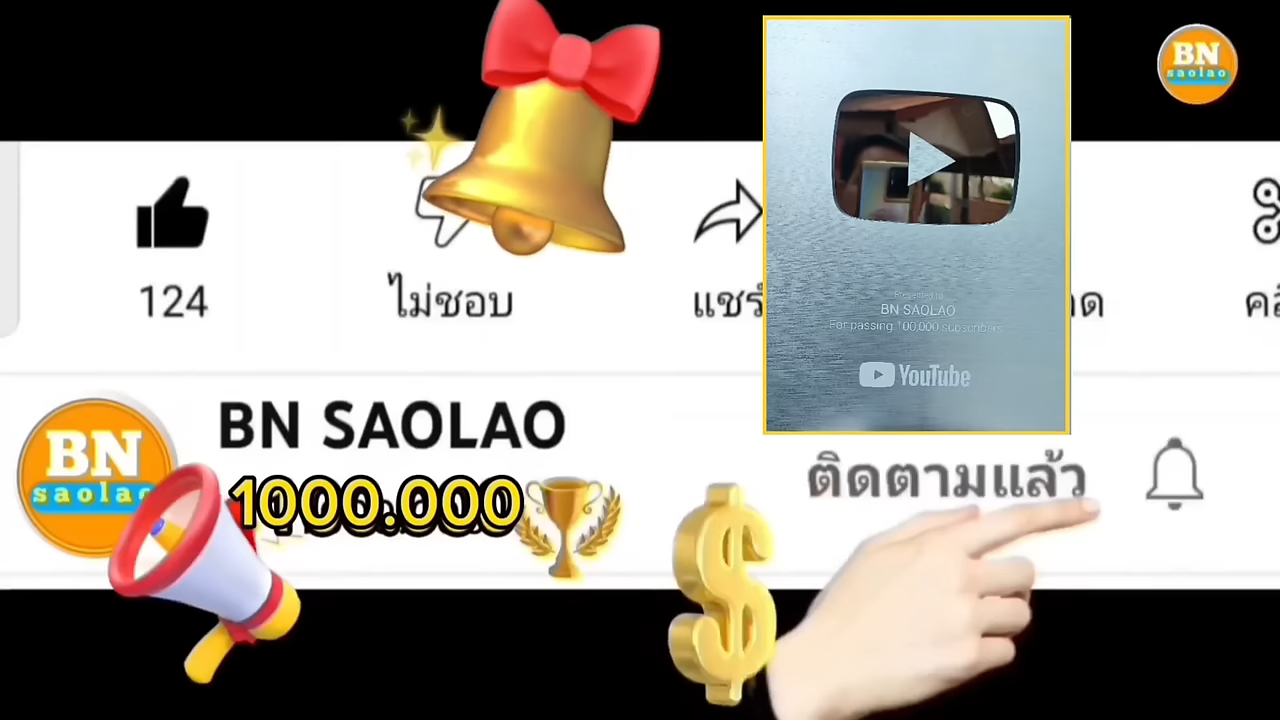 BN
saolao
124
ไม่ชอบ
แชร์
Presented to
BN SAOLAO
For passing 100,000 subscribers
YouTube
BN SAOLAO
BN
saolao
1000.000
ติดตามแล้ว